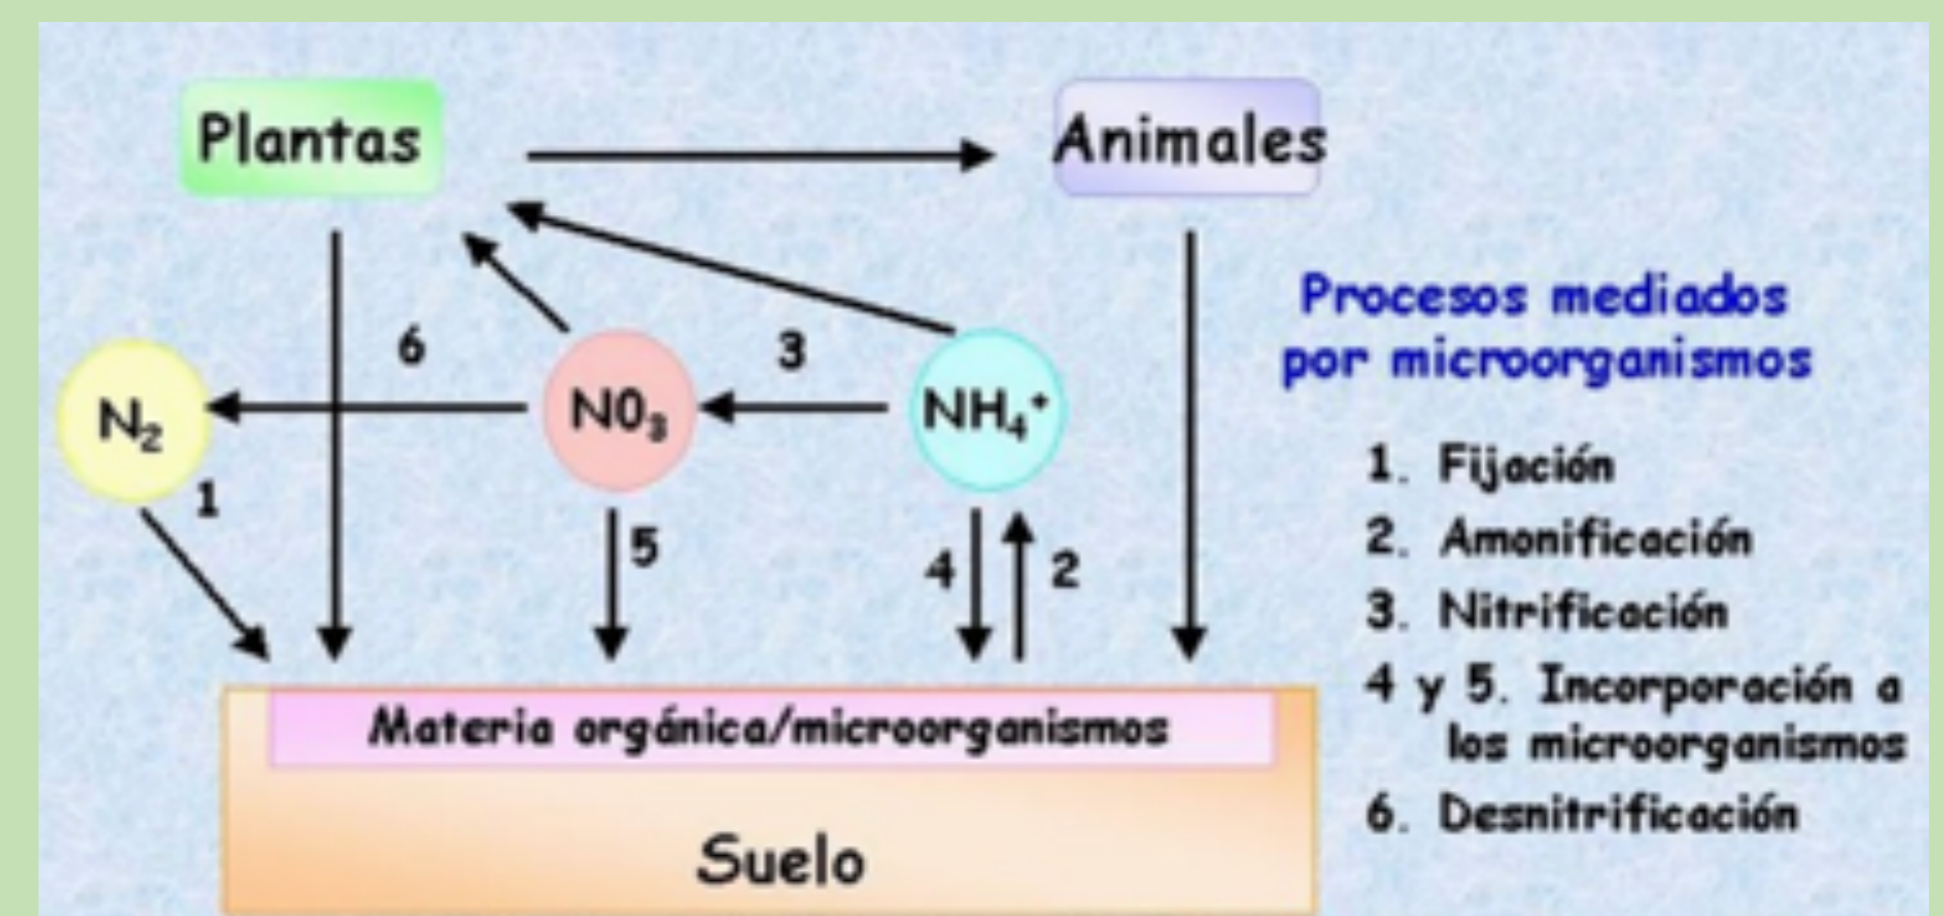 Plantas
Animales
6
3
N₂
N0₃
NH₄⁺
1
5
4
2
Materia orgánica/microorganismos
Suelo
Procesos mediados
por microorganismos
1. Fijación
2. Amonificación
3. Nitrificación
4 y 5. Incorporación a
los microorganismos
6. Desnitrificación